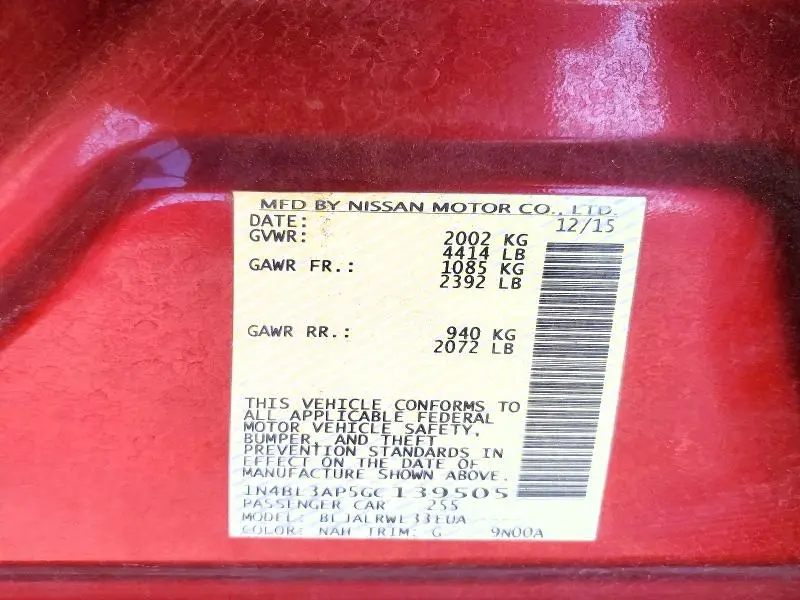 MFD BY NISSAN MOTOR CO., LTD.
DATE: 12/15
GVWR: 2002 KG
4414 LB
GAWR FR.: 1085 KG
2392 LB
GAWR RR.: 940 KG
2072 LB
THIS VEHICLE CONFORMS TO
ALL APPLICABLE FEDERAL
MOTOR VEHICLE SAFETY,
BUMPER, AND THEFT
PREVENTION STANDARDS IN
EFFECT ON THE DATE OF
MANUFACTURE SHOWN ABOVE.
1N4BL3AP5GC139505
PASSENGER CAR 255
MODEL:
COLOR: NAH TRIM: G 9N00A